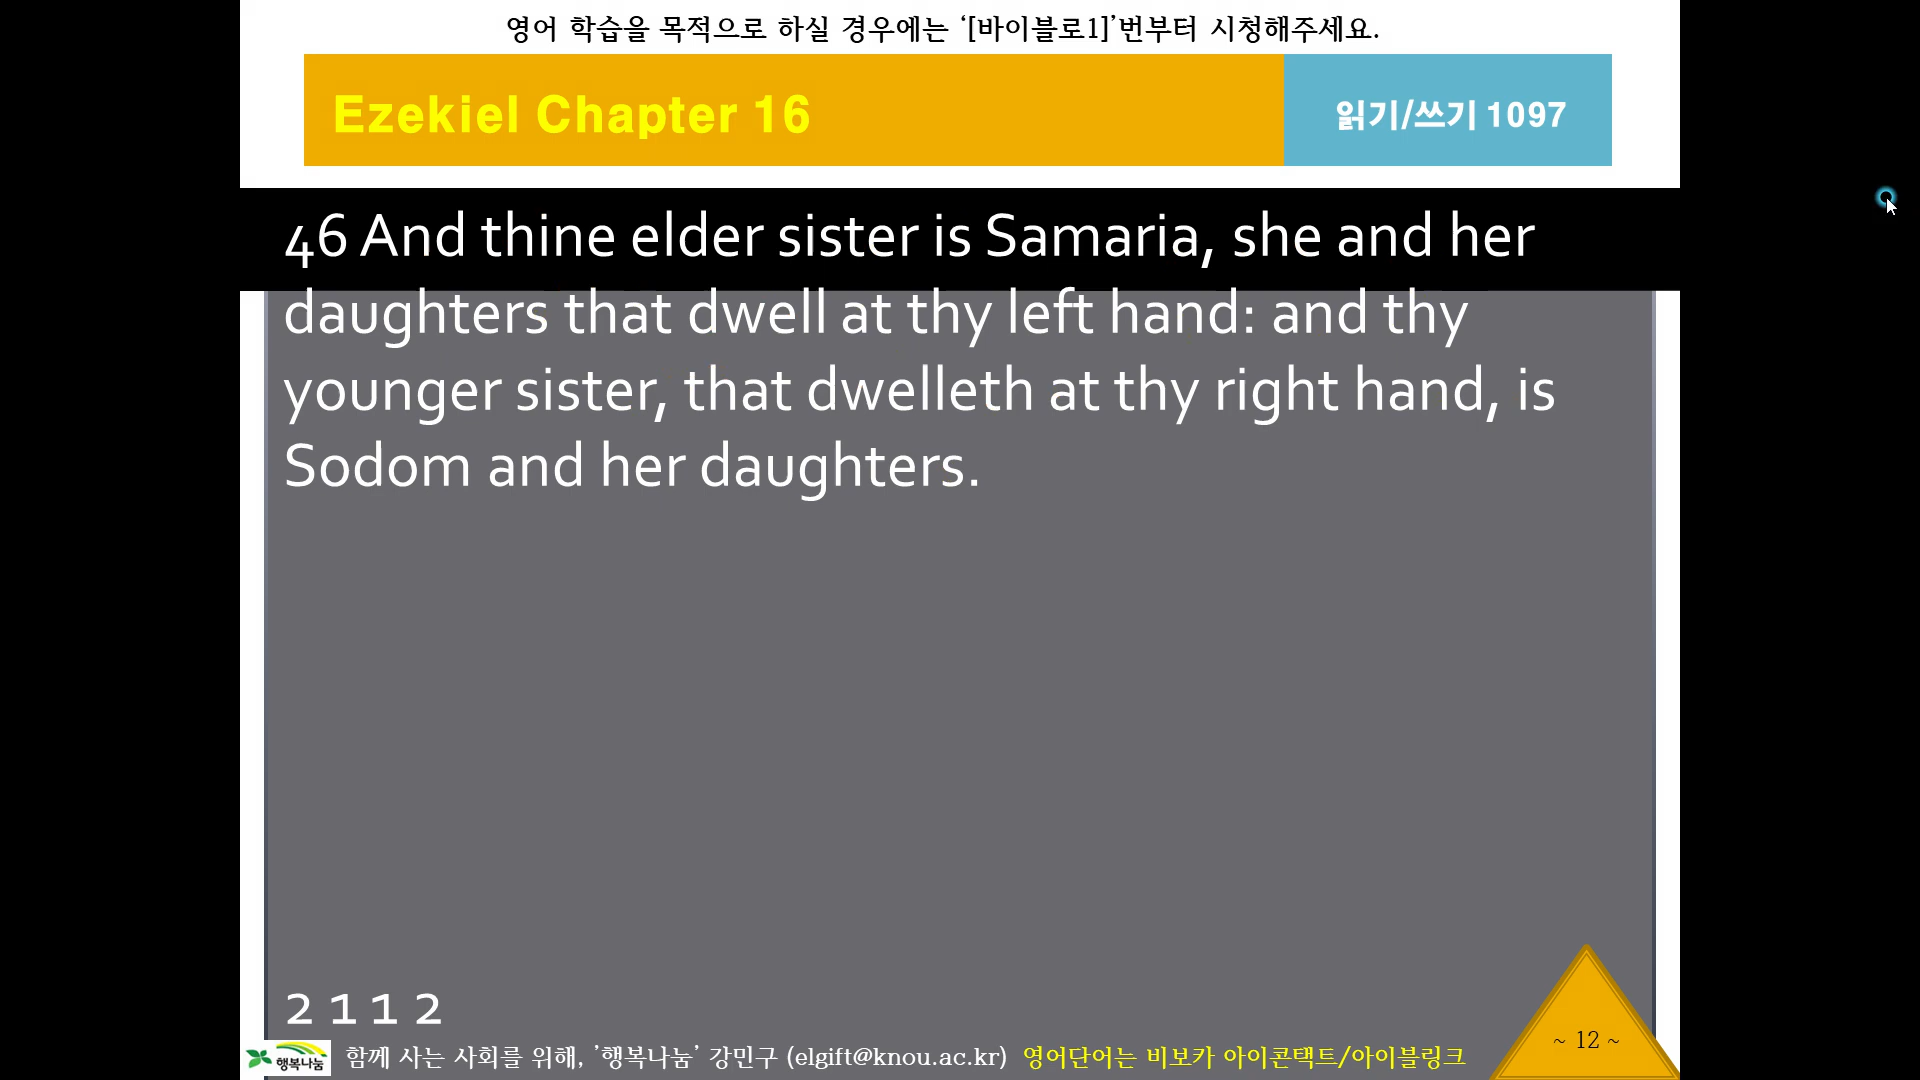 영어 학습을 목적으로 하실 경우에는 ‘[바이블로1]’번부터 시청해주세요.
Ezekiel Chapter 16
읽기/쓰기 1097
46 And thine elder sister is Samaria, she and her
daughters that dwell at thy left hand: and thy
younger sister, that dwelleth at thy right hand, is
Sodom and her daughters.
2 1 1 2
~ 12 ~
행복나눔
함께 사는 사회를 위해, ’행복나눔’ 강민구 (elgift@knou.ac.kr) 영어단어는 비보카 아이콘택트/아이블링크